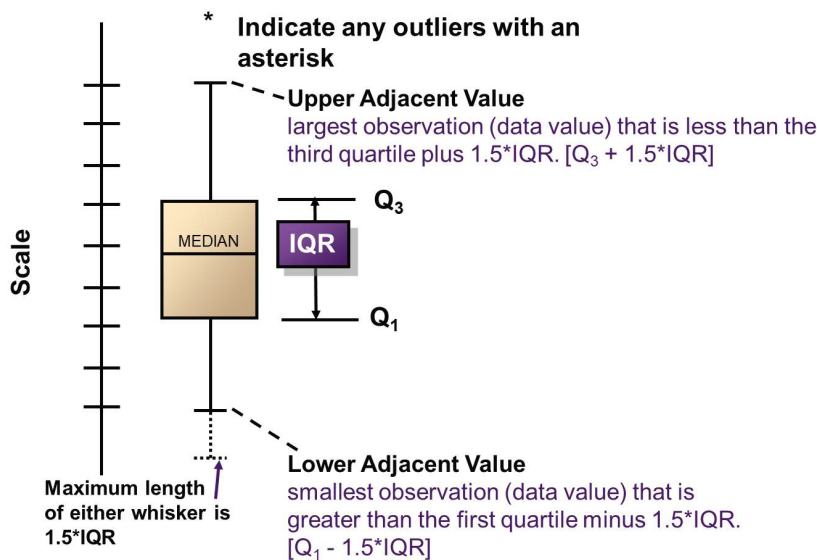 * Indicate any outliers with an
asterisk
Upper Adjacent Value
largest observation (data value) that is less than the
third quartile plus 1.5*IQR. [Q3 + 1.5*IQR]
Q3
MEDIAN
IQR
Scale
Q1
Lower Adjacent Value
smallest observation (data value) that is
greater than the first quartile minus 1.5*IQR.
[Q1 - 1.5*IQR]
Maximum length
of either whisker is
1.5*IQR